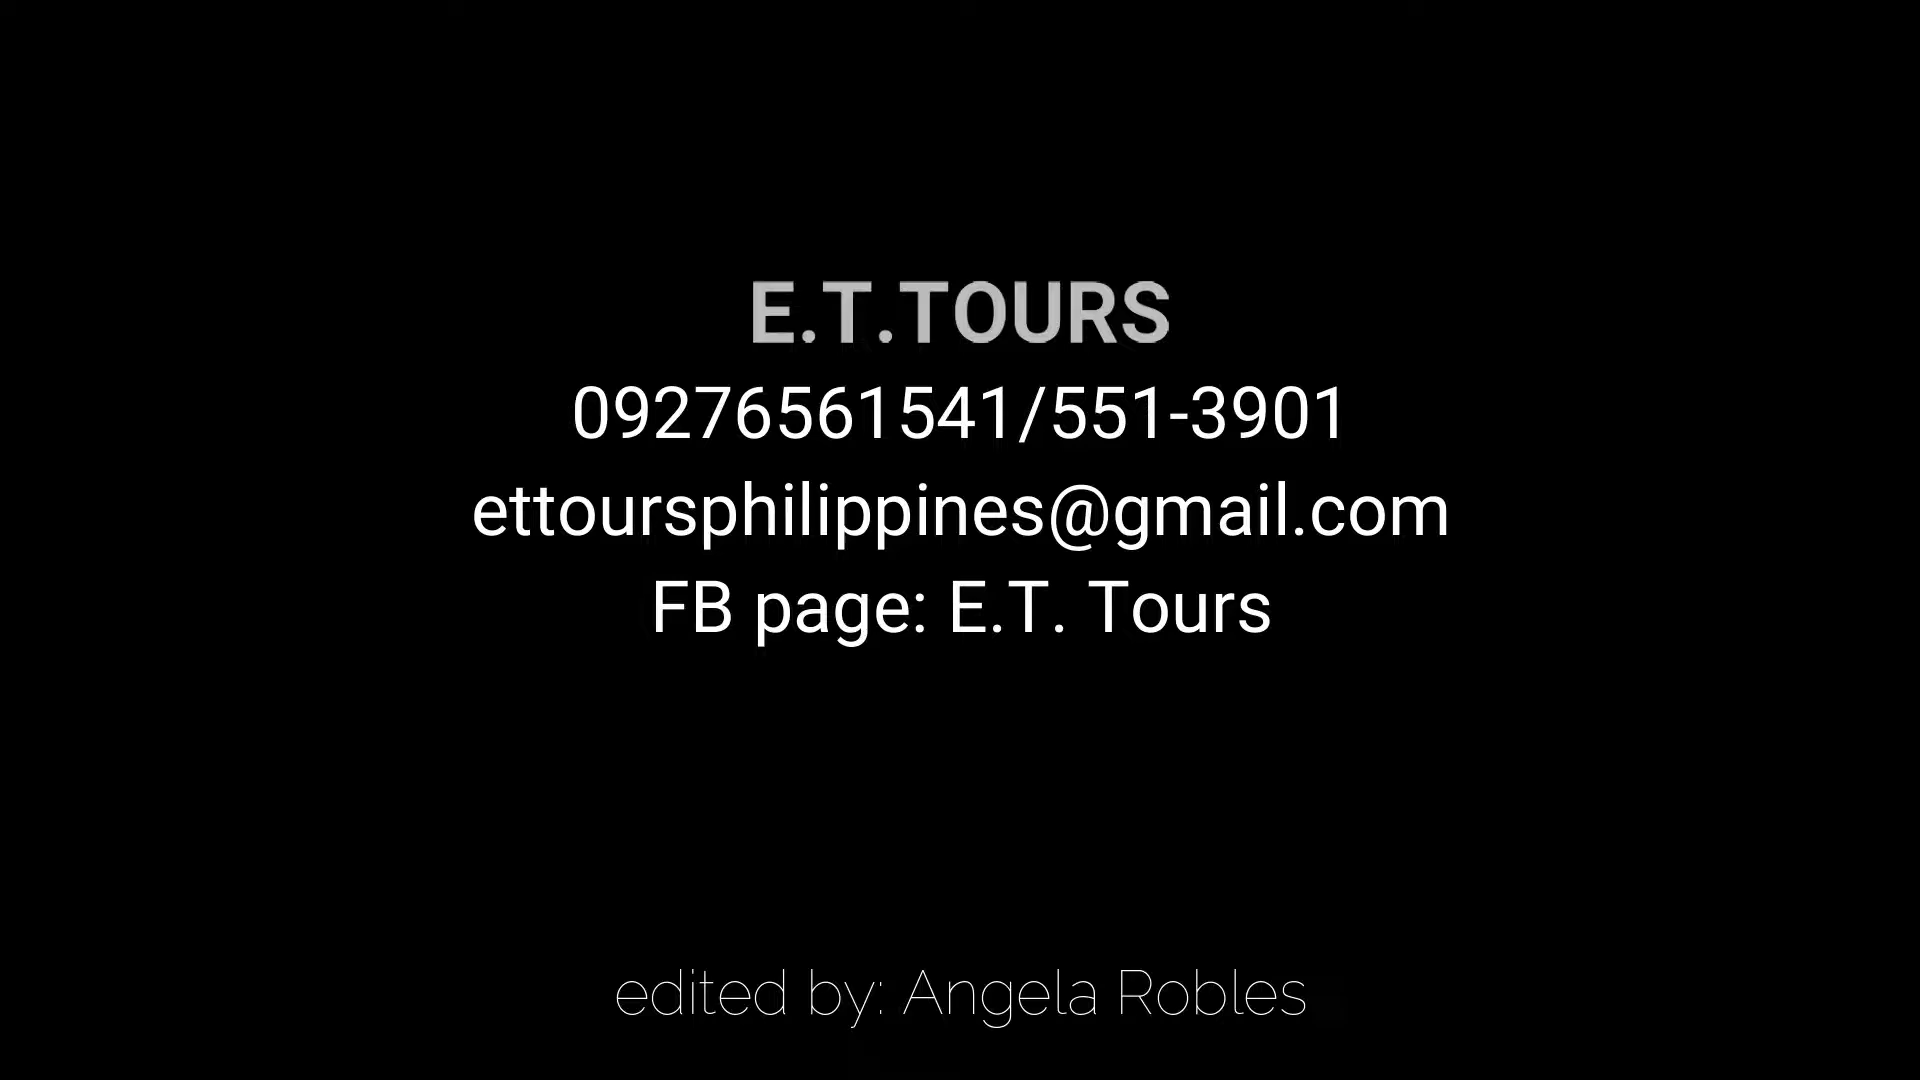 E.T.TOURS
09276561541/551-3901
ettoursphilippines@gmail.com
FB page: E.T. Tours
edited by: Angela Robles